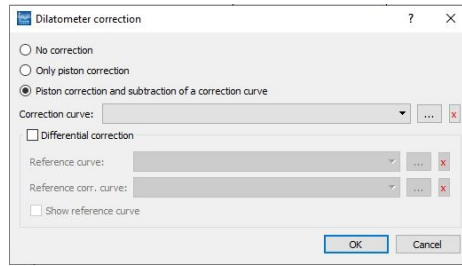 Dilatometer correction ? X
No correction
Only piston correction
Piston correction and subtraction of a correction curve
Correction curve: ... x
Differential correction
Reference curve: ... x
Reference corr. curve: ... x
Show reference curve
OK Cancel